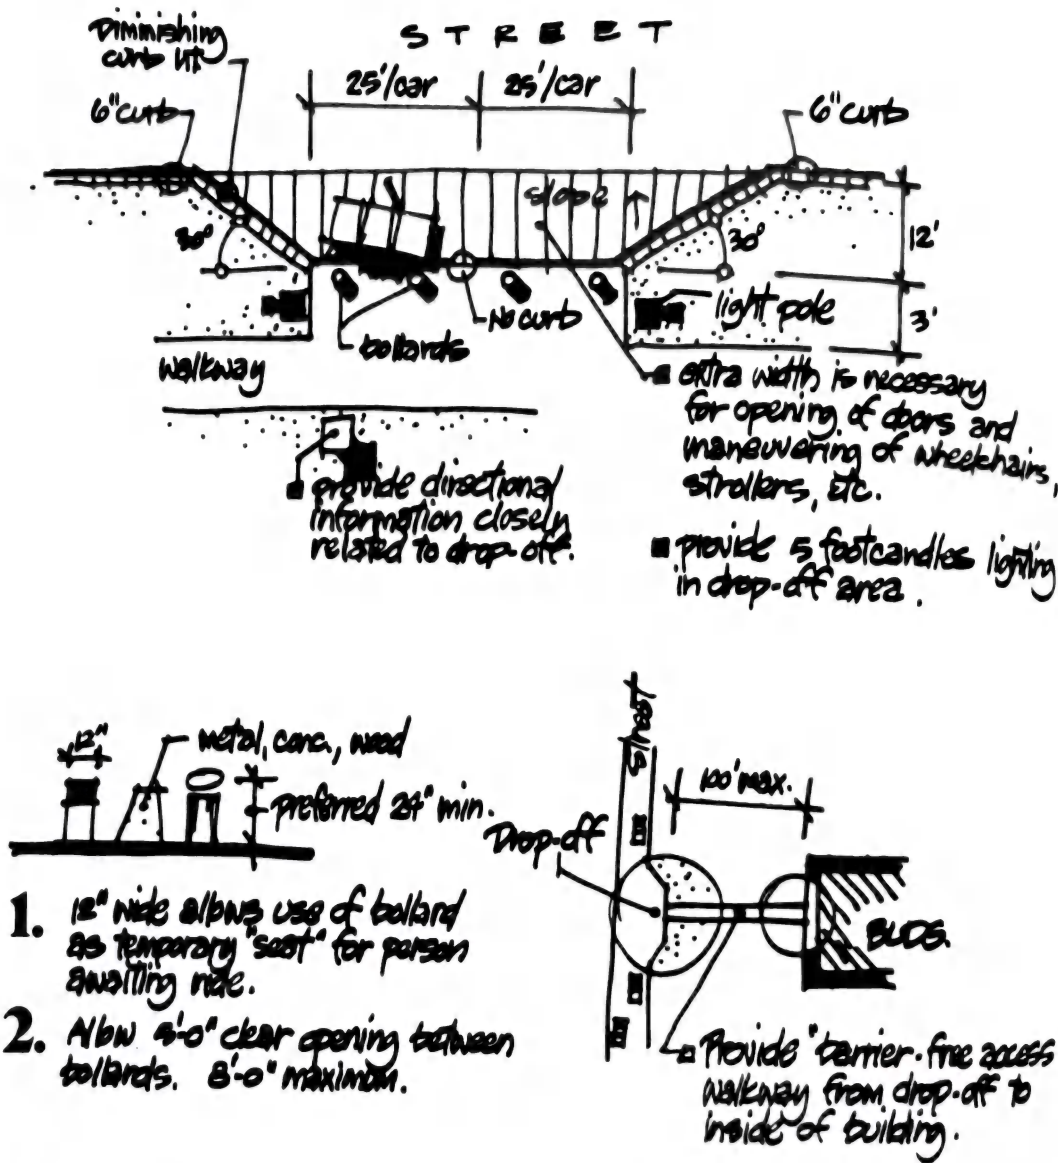 STREET
Diminishing
curb ht
25'/car
25'/car
6" curb
6" curb
slope
30°
30°
12'
3'
No curb
light pole
bollards
walkway
extra width is necessary
for opening of doors and
maneuvering of wheelchairs,
strollers, etc.
provide directional
information closely
related to drop-off.
provide 5 footcandles lighting
in drop-off area.
12"
metal, conc., wood
preferred 24" min.
1. 12" wide allows use of bollard
as temporary "seat" for person
awaiting ride.
2. Allow -0" clear opening between
bollards. 8'-0" maximum.
Street
100' max.
Drop-off
BLDG.
Provide "barrier-free access
walkway from drop-off to
inside of building.